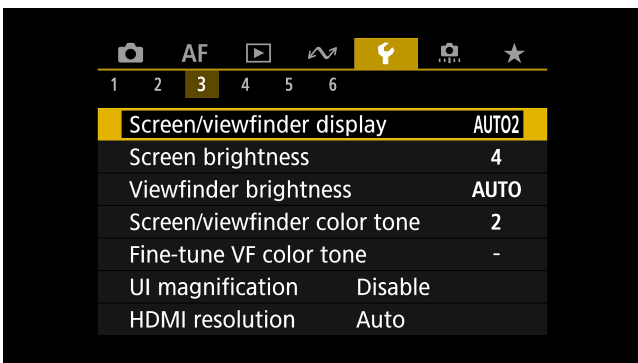 AF
1 2 3 4 5 6
Screen/viewfinder display AUTO2
Screen brightness 4
Viewfinder brightness AUTO
Screen/viewfinder color tone 2
Fine-tune VF color tone -
UI magnification Disable
HDMI resolution Auto